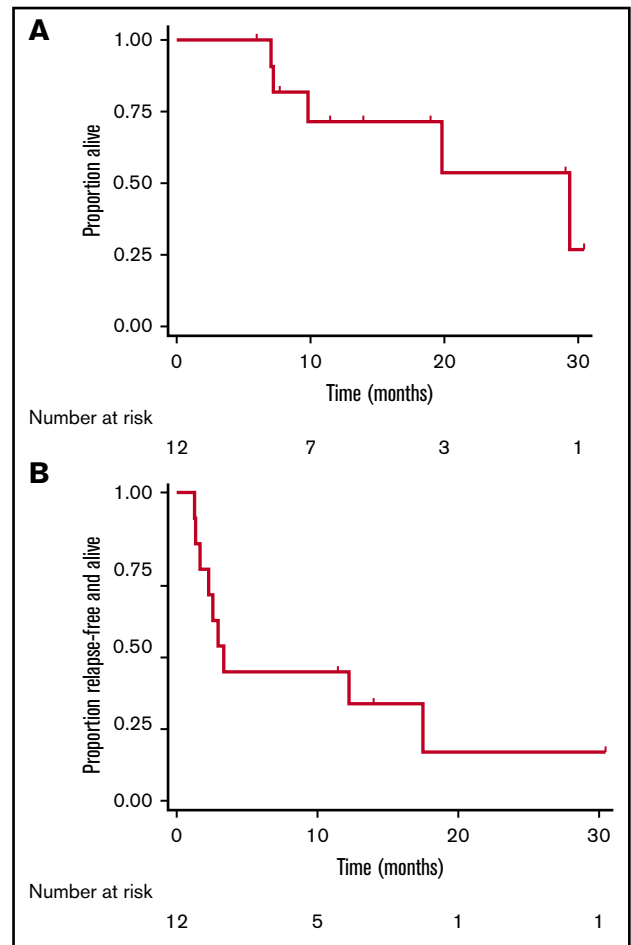 A
Proportion alive
1.00
0.75
0.50
0.25
0.00
0 10 20 30
Time (months)
Number at risk
12 7 3 1
B
Proportion relapse-free and alive
1.00
0.75
0.50
0.25
0.00
0 10 20 30
Time (months)
Number at risk
12 5 1 1